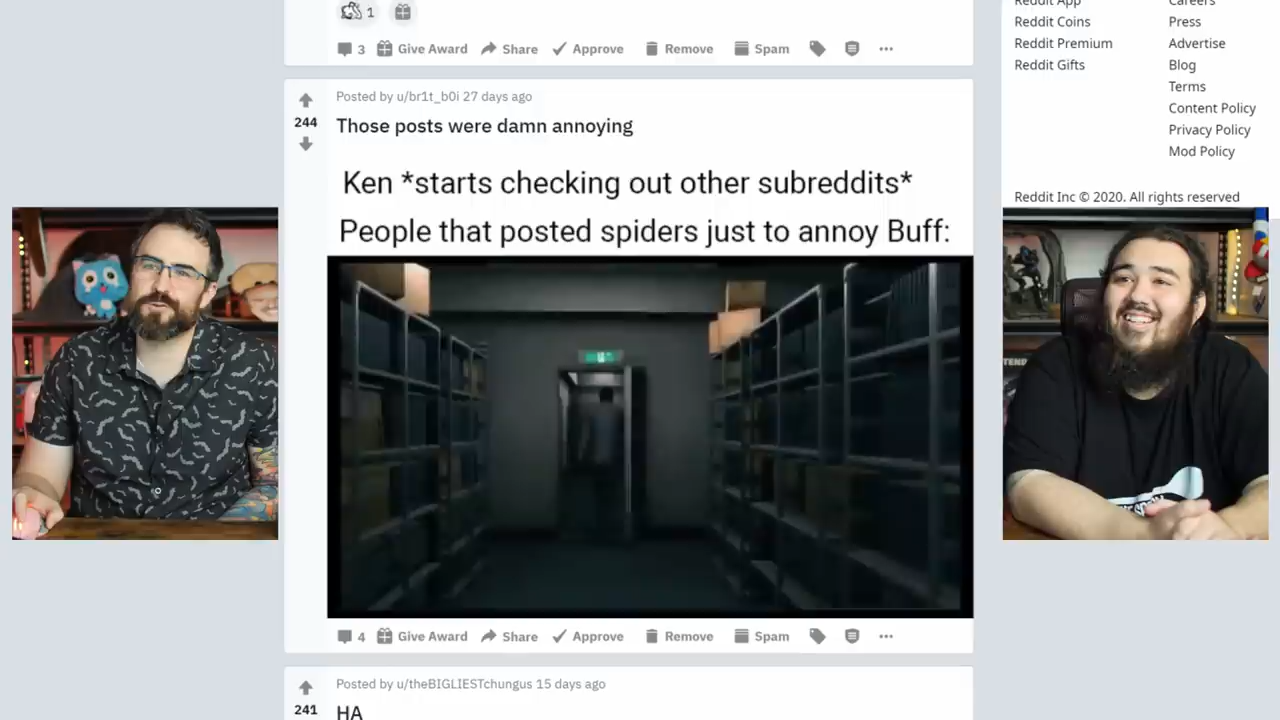 1
3 Give Award Share Approve Remove Spam
Posted by u/br1t_b0i 27 days ago
244
Those posts were damn annoying
Ken *starts checking out other subreddits*
People that posted spiders just to annoy Buff:
4 Give Award Share Approve Remove Spam
Posted by u/theBIGLIESTchungus 15 days ago
241
HA
Reddit App
Careers
Reddit Coins
Press
Reddit Premium
Advertise
Reddit Gifts
Blog
Terms
Content Policy
Privacy Policy
Mod Policy
Reddit Inc © 2020. All rights reserved